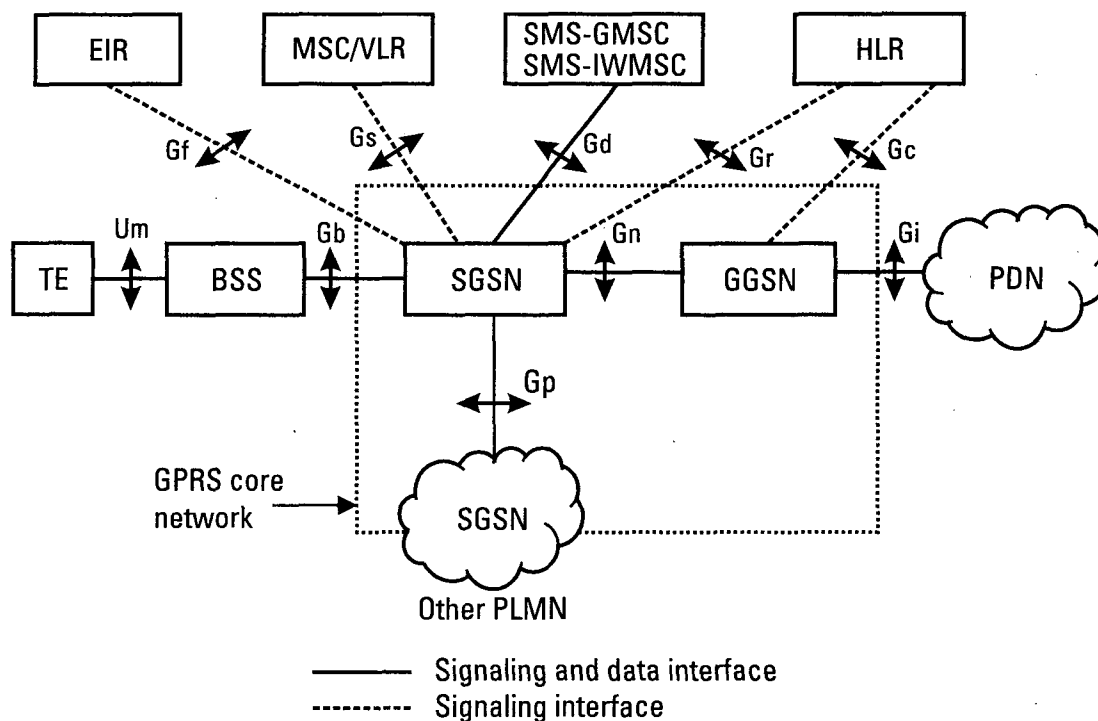 EIR
MSC/VLR
SMS-GMSC
SMS-IWMSC
HLR
Gf
Gs
Gd
Gr
Gc
Um
Gb
Gn
Gi
TE
BSS
SGSN
GGSN
PDN
Gp
GPRS core
network
SGSN
Other PLMN
Signaling and data interface
Signaling interface